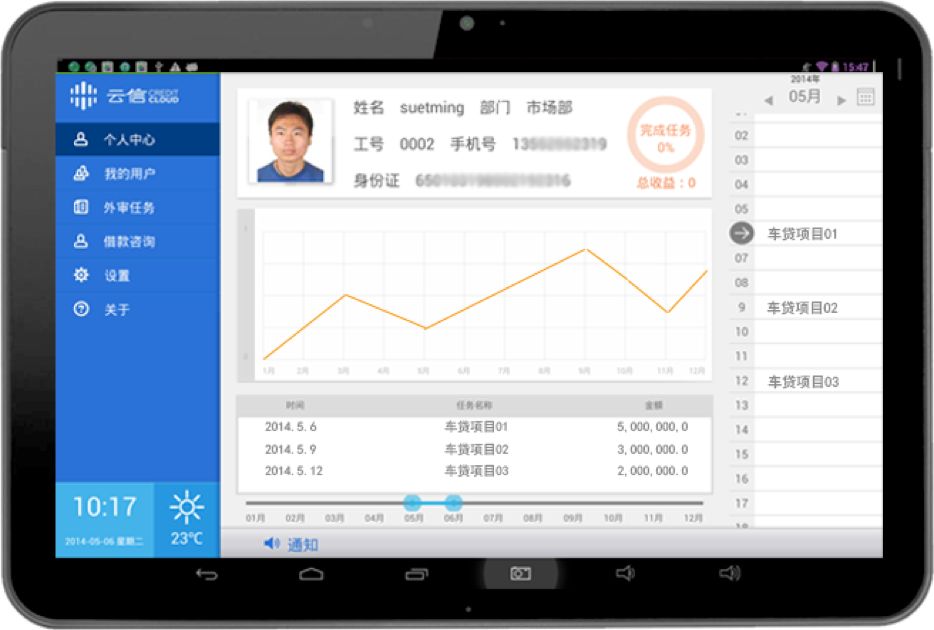 15:47
云信 CREDIT CLOUD
个人中心
我的用户
外审任务
借款咨询
设置
关于
10:17
2014-05-06 星期二
23℃
姓名 suetming 部门 市场部
工号 0002 手机号
身份证
完成任务
0%
总收益：0
1月 2月 3月 4月 5月 6月 7月 8月 9月 10月 11月 12月
时间 任务名称 金额
2014.5.6 车贷项目01 5,000,000.0
2014.5.9 车贷项目02 3,000,000.0
2014.5.12 车贷项目03 2,000,000.0
01月 02月 03月 04月 05月 06月 07月 08月 09月 10月 11月 12月
通知
2014年
05月
02
03
04
05
车贷项目01
07
08
9 车贷项目02
10
11
12 车贷项目03
13
14
15
16
17